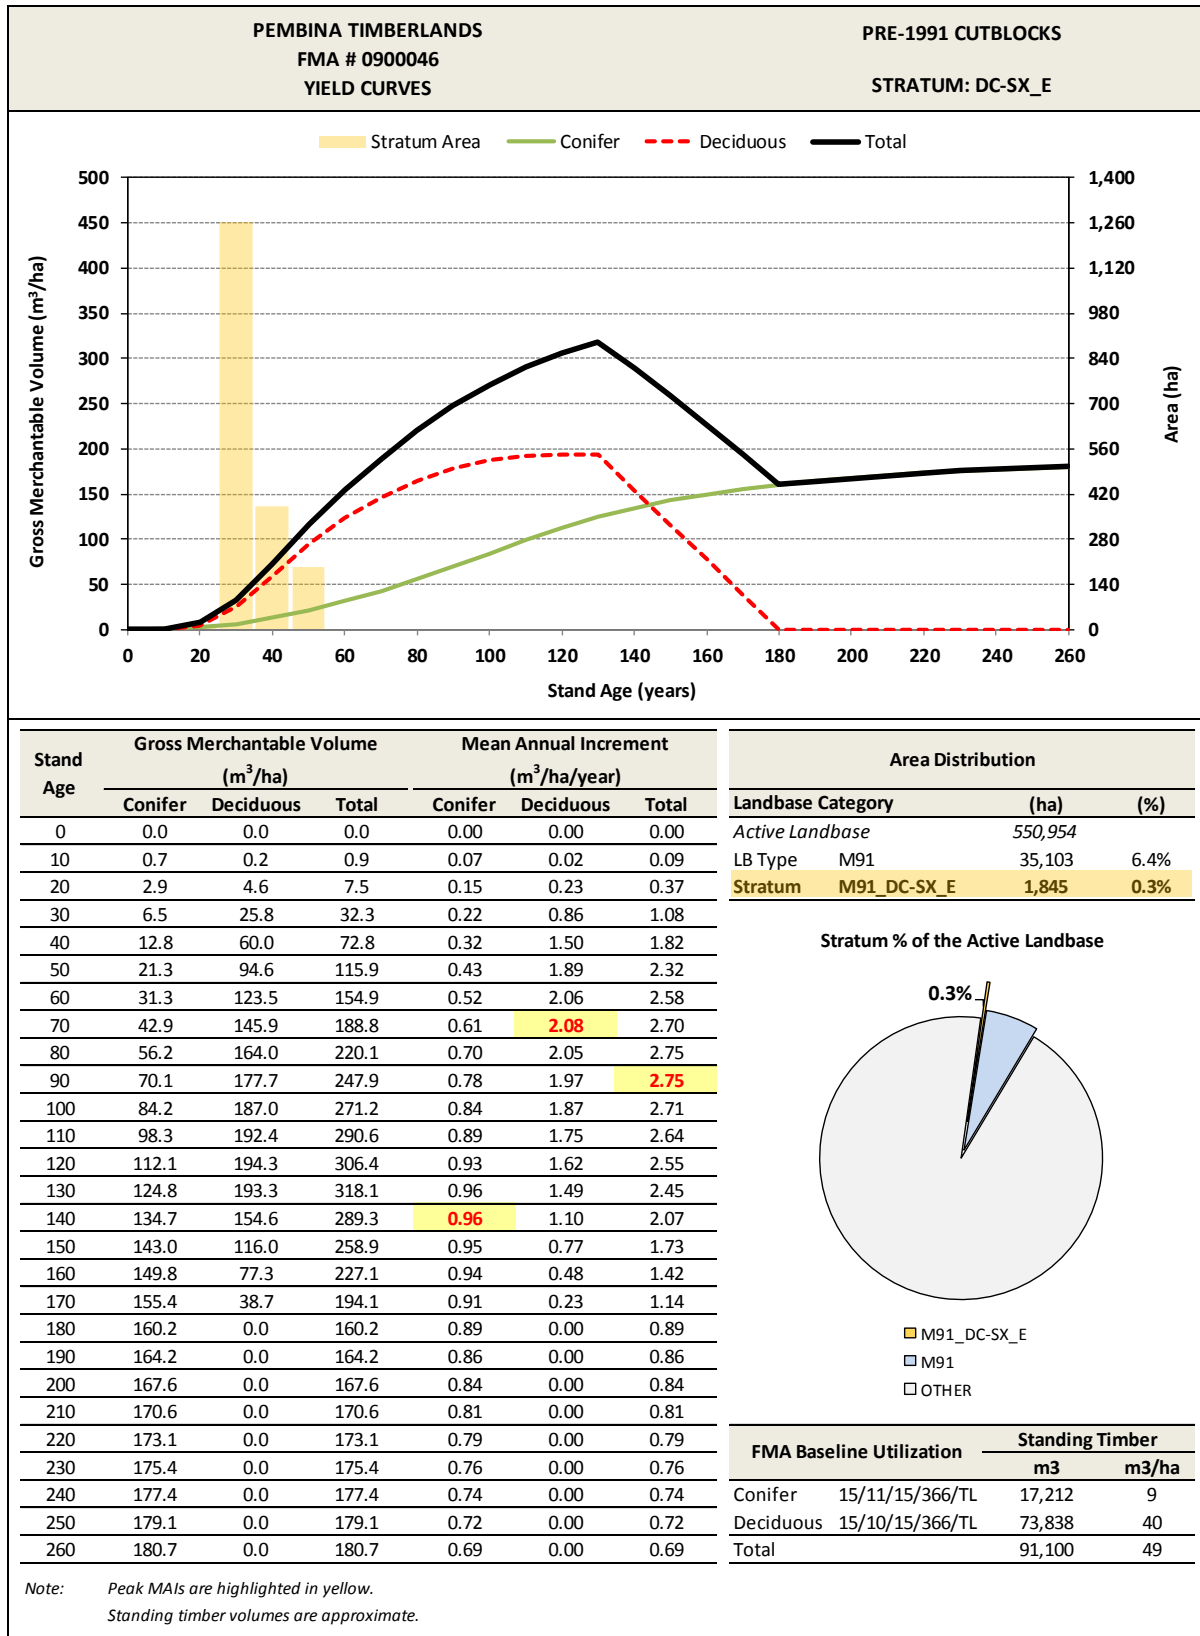 PEMBINA TIMBERLANDS
FMA # 0900046
YIELD CURVES
PRE-1991 CUTBLOCKS
STRATUM: DC-SX_E
Stratum Area Conifer Deciduous Total
Gross Merchantable Volume (m³/ha)
500
450
400
350
300
250
200
150
100
50
0
1,400
1,260
1,120
980
840
700
560
420
280
140
0
Area (ha)
0 20 40 60 80 100 120 140 160 180 200 220 240 260
Stand Age (years)
Stand Age Gross Merchantable Volume (m³/ha) Mean Annual Increment (m³/ha/year)
Conifer Deciduous Total Conifer Deciduous Total
0 0.0 0.0 0.0 0.00 0.00 0.00
10 0.7 0.2 0.9 0.07 0.02 0.09
20 2.9 4.6 7.5 0.15 0.23 0.37
30 6.5 25.8 32.3 0.22 0.86 1.08
40 12.8 60.0 72.8 0.32 1.50 1.82
50 21.3 94.6 115.9 0.43 1.89 2.32
60 31.3 123.5 154.9 0.52 2.06 2.58
70 42.9 145.9 188.8 0.61 2.08 2.70
80 56.2 164.0 220.1 0.70 2.05 2.75
90 70.1 177.7 247.9 0.78 1.97 2.75
100 84.2 187.0 271.2 0.84 1.87 2.71
110 98.3 192.4 290.6 0.89 1.75 2.64
120 112.1 194.3 306.4 0.93 1.62 2.55
130 124.8 193.3 318.1 0.96 1.49 2.45
140 134.7 154.6 289.3 0.96 1.10 2.07
150 143.0 116.0 258.9 0.95 0.77 1.73
160 149.8 77.3 227.1 0.94 0.48 1.42
170 155.4 38.7 194.1 0.91 0.23 1.14
180 160.2 0.0 160.2 0.89 0.00 0.89
190 164.2 0.0 164.2 0.86 0.00 0.86
200 167.6 0.0 167.6 0.84 0.00 0.84
210 170.6 0.0 170.6 0.81 0.00 0.81
220 173.1 0.0 173.1 0.79 0.00 0.79
230 175.4 0.0 175.4 0.76 0.00 0.76
240 177.4 0.0 177.4 0.74 0.00 0.74
250 179.1 0.0 179.1 0.72 0.00 0.72
260 180.7 0.0 180.7 0.69 0.00 0.69
Area Distribution
Landbase Category (ha) (%)
Active Landbase 550,954
LB Type M91 35,103 6.4%
Stratum M91_DC-SX_E 1,845 0.3%
Stratum % of the Active Landbase
0.3%
M91_DC-SX_E
M91
OTHER
FMA Baseline Utilization Standing Timber
m3 m3/ha
Conifer 15/11/15/366/TL 17,212 9
Deciduous 15/10/15/366/TL 73,838 40
Total 91,100 49
Note: Peak MAIs are highlighted in yellow.
Standing timber volumes are approximate.